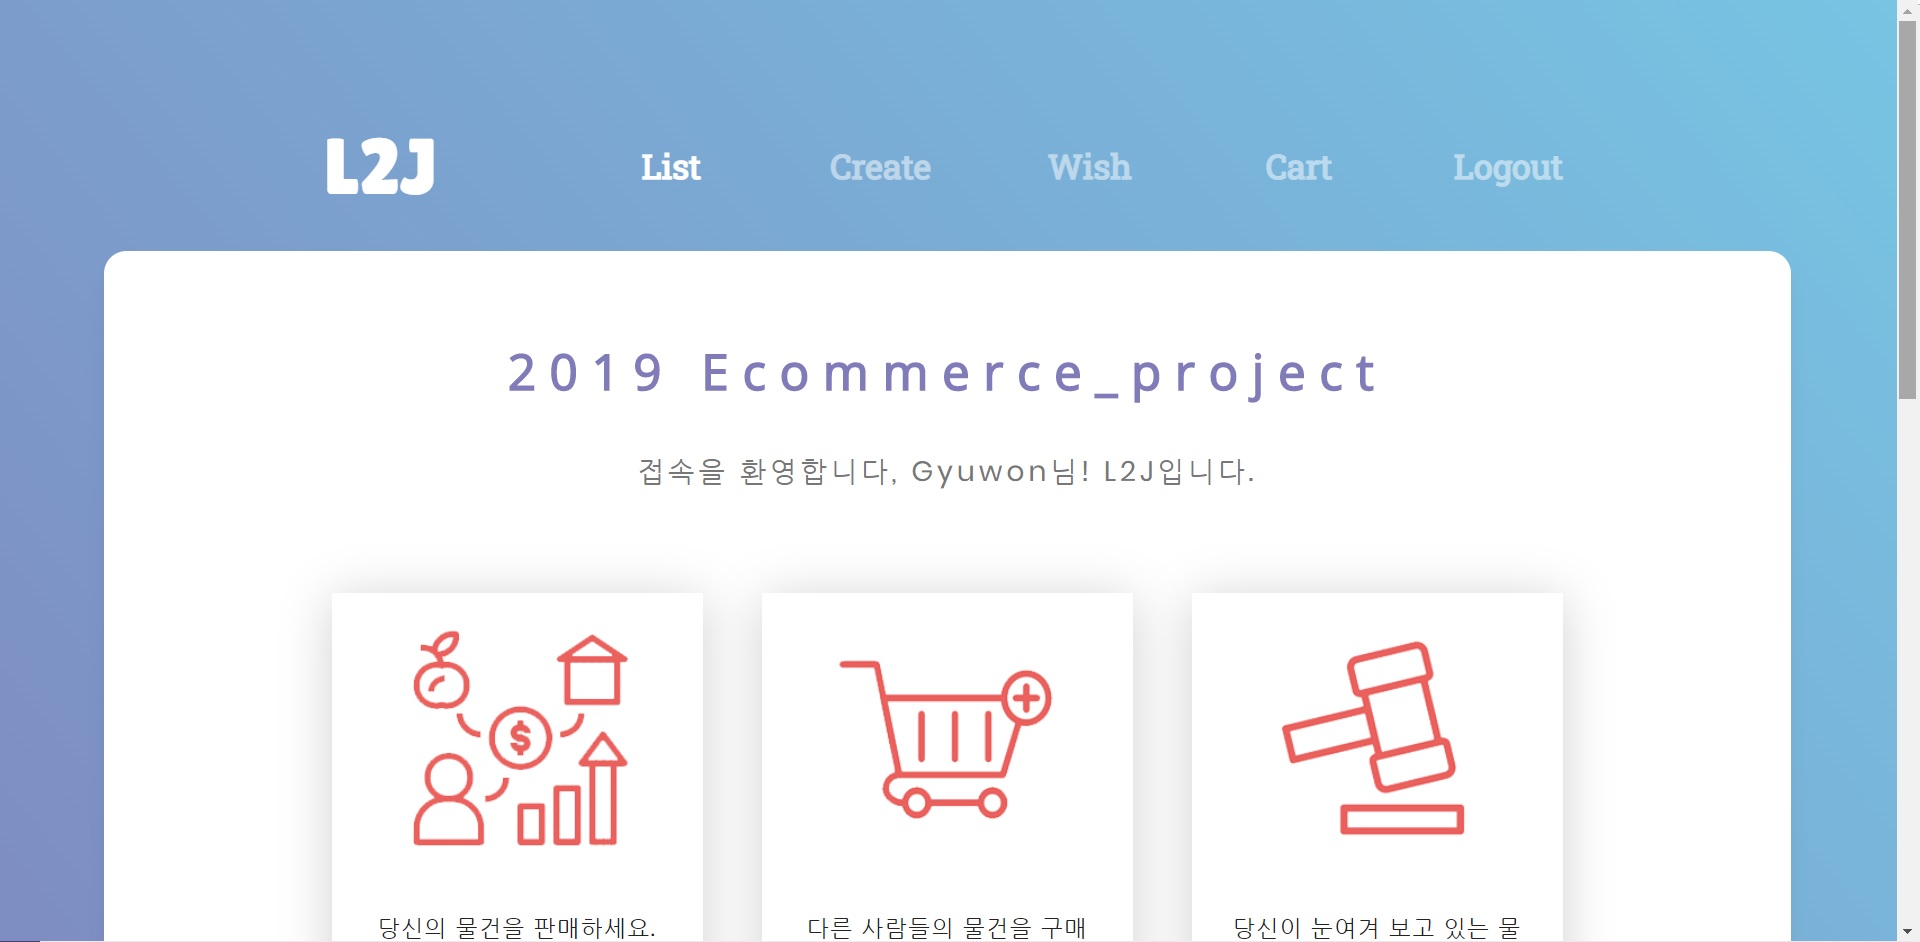 L2J List Create Wish Cart Logout
2019 Ecommerce_project
접속을 환영합니다, Gyuwon님! L2J입니다.
$
당신의 물건을 판매하세요.
다른 사람들의 물건을 구매
당신이 눈여겨 보고 있는 물